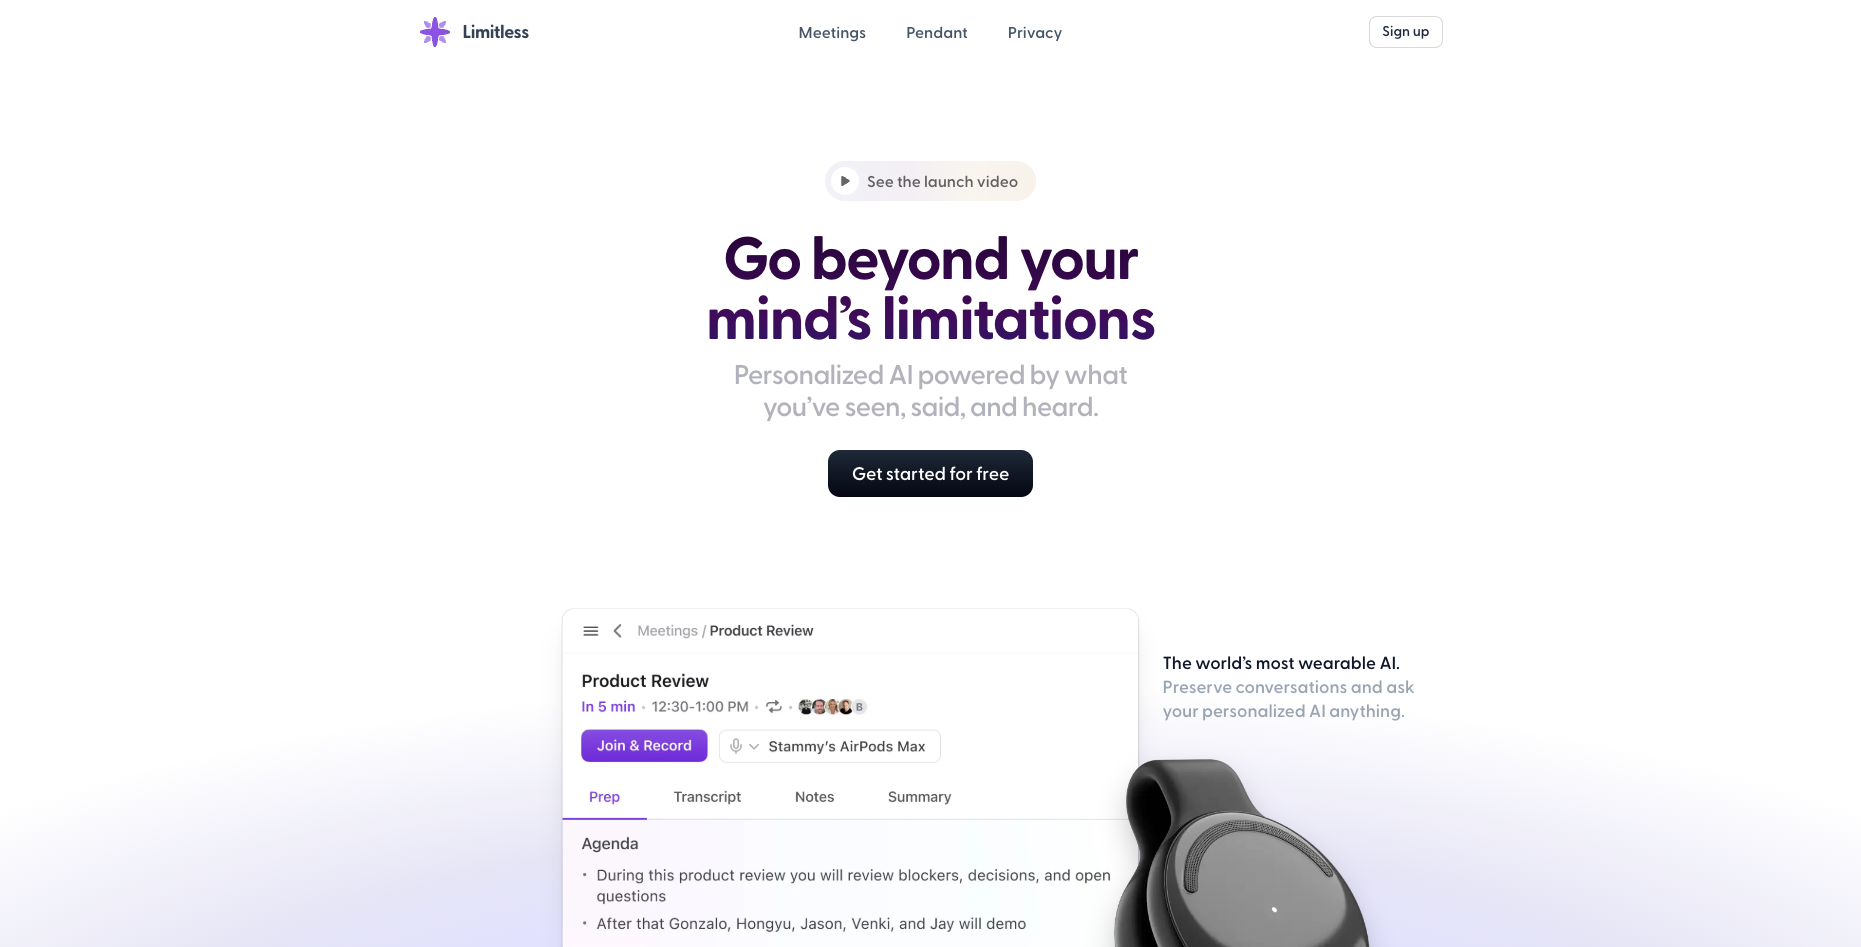 Limitless
Meetings
Pendant
Privacy
Sign up
See the launch video
Go beyond your
mind’s limitations
Personalized AI powered by what
you’ve seen, said, and heard.
Get started for free
Meetings / Product Review
Product Review
In 5 min · 12:30-1:00 PM · · B
Join & Record
Stammy’s AirPods Max
Prep
Transcript
Notes
Summary
Agenda
• During this product review you will review blockers, decisions, and open
questions
• After that Gonzalo, Hongyu, Jason, Venki, and Jay will demo
The world’s most wearable AI.
Preserve conversations and ask
your personalized AI anything.